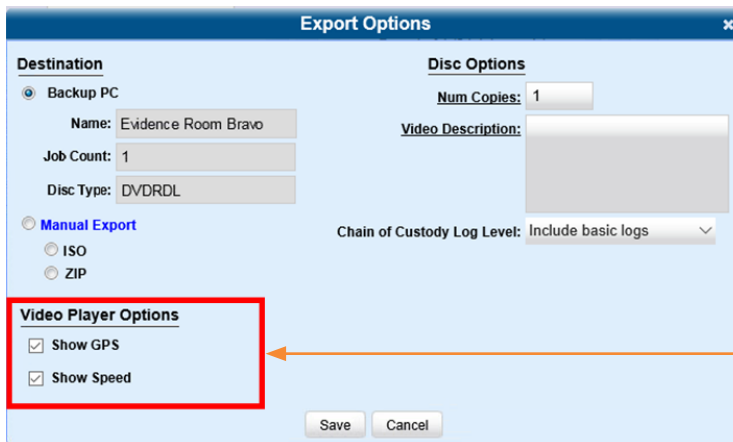 Export Options
Destination
Backup PC
Name: Evidence Room Bravo
Job Count: 1
Disc Type: DVDRDL
Manual Export
ISO
ZIP
Disc Options
Num Copies: 1
Video Description:
Chain of Custody Log Level: Include basic logs
Video Player Options
Show GPS
Show Speed
Save Cancel